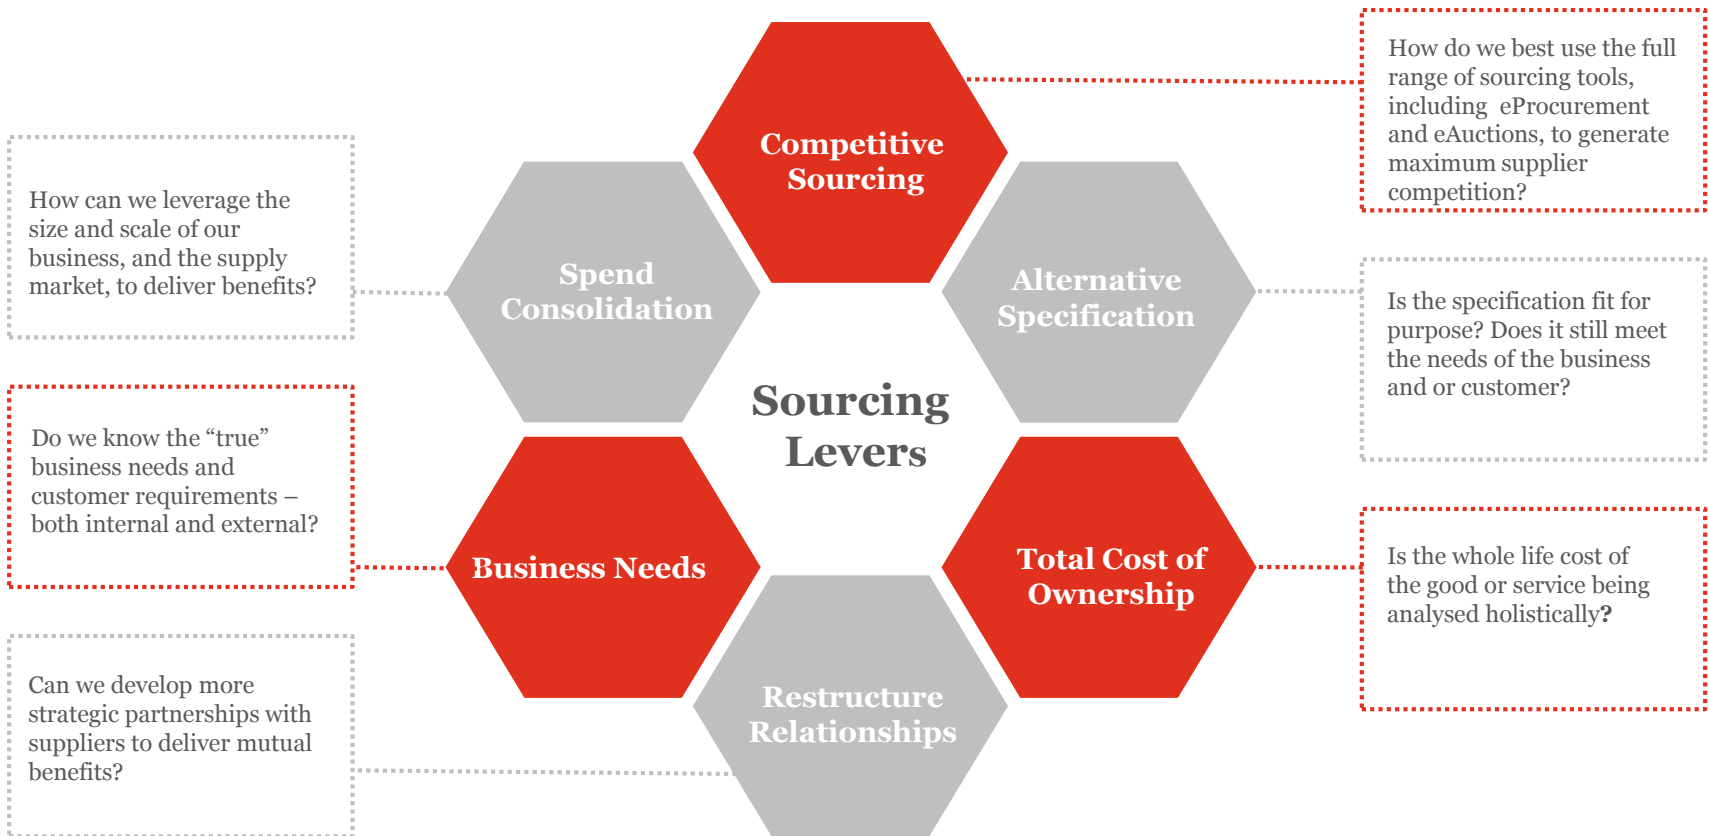 Competitive
Sourcing
How do we best use the full
range of sourcing tools,
including eProcurement
and eAuctions, to generate
maximum supplier
competition?
How can we leverage the
size and scale of our
business, and the supply
market, to deliver benefits?
Spend
Consolidation
Alternative
Specification
Is the specification fit for
purpose? Does it still meet
the needs of the business
and or customer?
Sourcing
Levers
Do we know the “true”
business needs and
customer requirements –
both internal and external?
Business Needs
Total Cost of
Ownership
Is the whole life cost of
the good or service being
analysed holistically?
Can we develop more
strategic partnerships with
suppliers to deliver mutual
benefits?
Restructure
Relationships